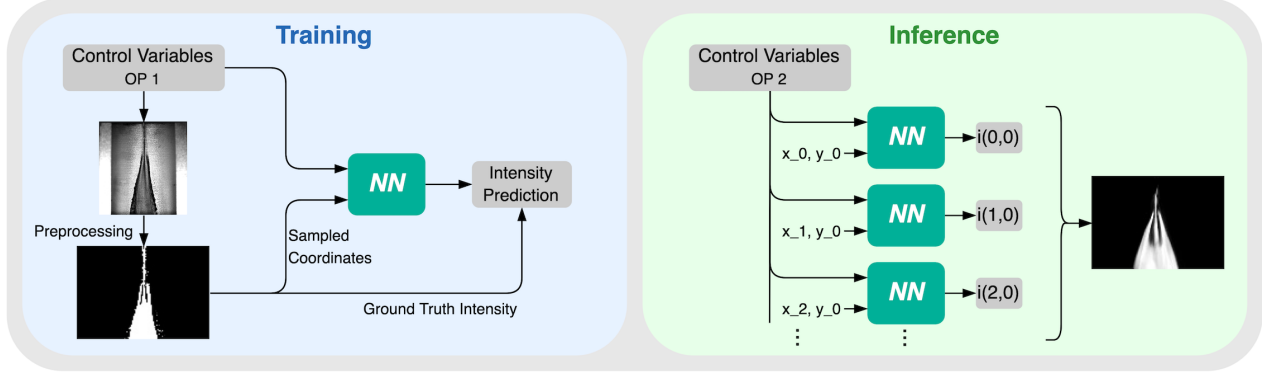 Training
Control Variables
OP 1
NN
Intensity
Prediction
Preprocessing
Sampled
Coordinates
Ground Truth Intensity
Inference
Control Variables
OP 2
NN
i(0,0)
x_0, y_0
NN
i(1,0)
x_1, y_0
NN
i(2,0)
x_2, y_0